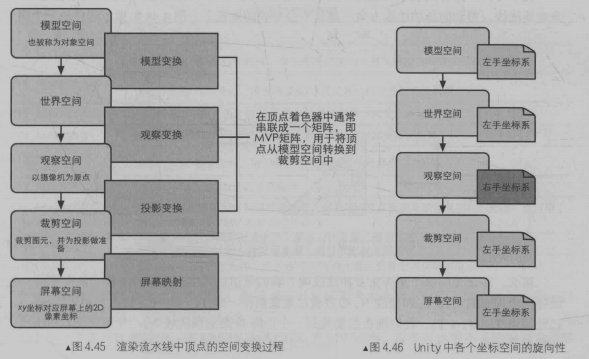 模型空间
也被称为对象空间
模型变换
世界空间
观察变换
观察空间
以摄像机为原点
投影变换
裁剪空间
裁剪图元、并为投影做准
备
屏幕映射
屏幕空间
xy坐标对应屏幕上的2D
像素坐标
在顶点着色器中通常
串联成一个矩阵，即
MVP矩阵，用于将顶
点从模型空间转换到
裁剪空间中
▲图4.45 渲染流水线中顶点的空间变换过程
模型空间
左手坐标系
世界空间
左手坐标系
观察空间
右手坐标系
裁剪空间
左手坐标系
屏幕空间
左手坐标系
▲图4.46 Unity中各个坐标空间的旋向性